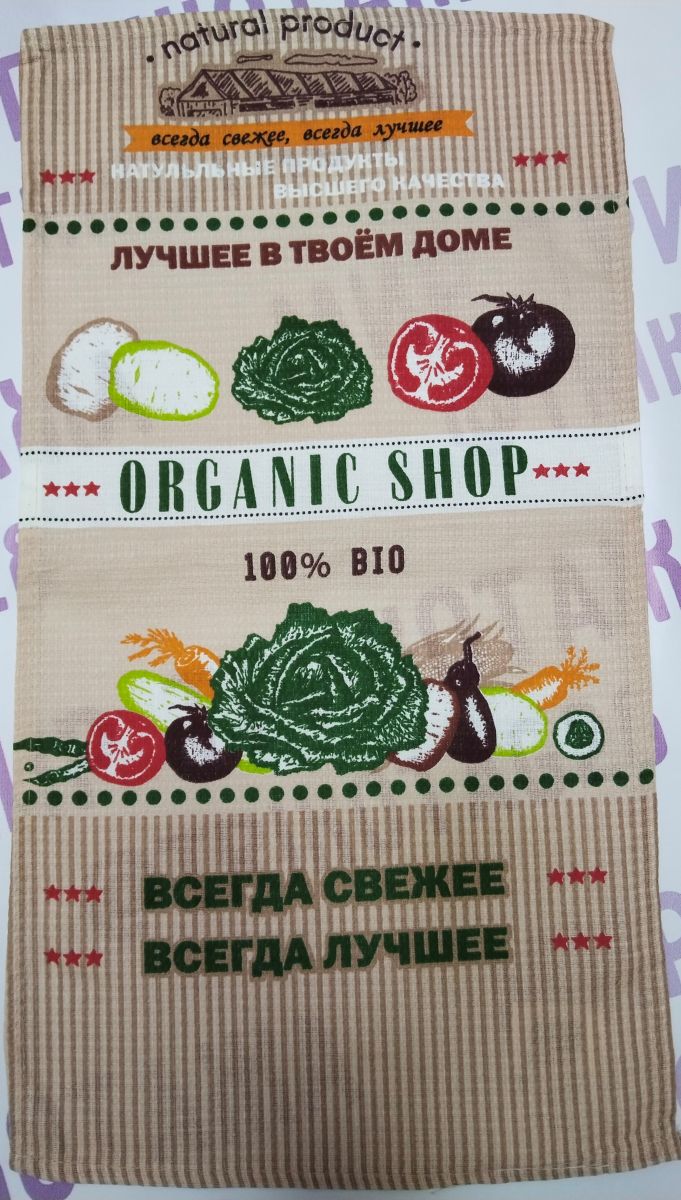 • natural product •
всегда свежее, всегда лучшее
НАТУЛЬЛЬНЫЕ ПРОДУКТЫ
ВЫСШЕГО КАЧЕСТВА
ЛУЧШЕЕ В ТВОЁМ ДОМЕ
ORGANIC SHOP
100% BIO
ВСЕГДА СВЕЖЕЕ
ВСЕГДА ЛУЧШЕЕ